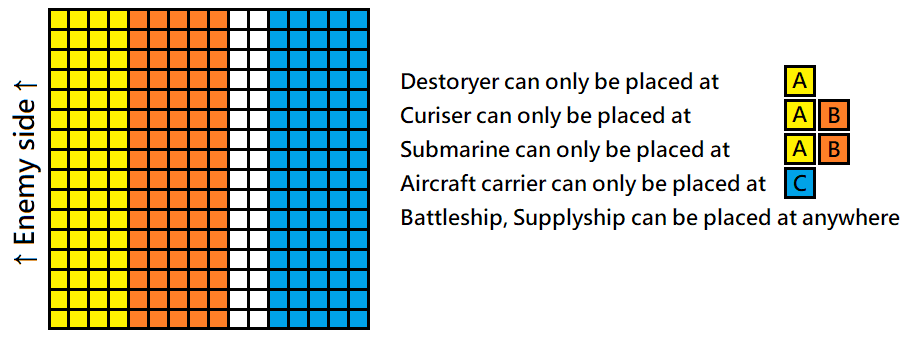 ↑ Enemy side ↑
Destoryer can only be placed at A
Curiser can only be placed at A B
Submarine can only be placed at A B
Aircraft carrier can only be placed at C
Battleship, Supplyship can be placed at anywhere